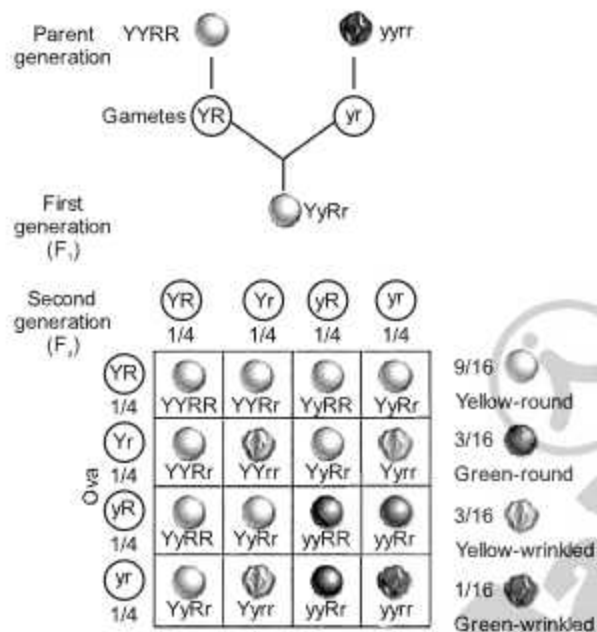 Parent generation
YYRR
yyrr
Gametes
YR
yr
First generation (F₁)
YyRr
Second generation (F₂)
YR Yr yR yr
1/4 1/4 1/4 1/4
Ova
YR
1/4
YYRR YYRr YyRR YyRr
Yr
1/4
YYRr YYrr YyRr Yyrr
yR
1/4
YyRR YyRr yyRR yyRr
yr
1/4
YyRr Yyrr yyRr yyrr
9/16
Yellow-round
3/16
Green-round
3/16
Yellow-wrinkled
1/16
Green-wrinkled